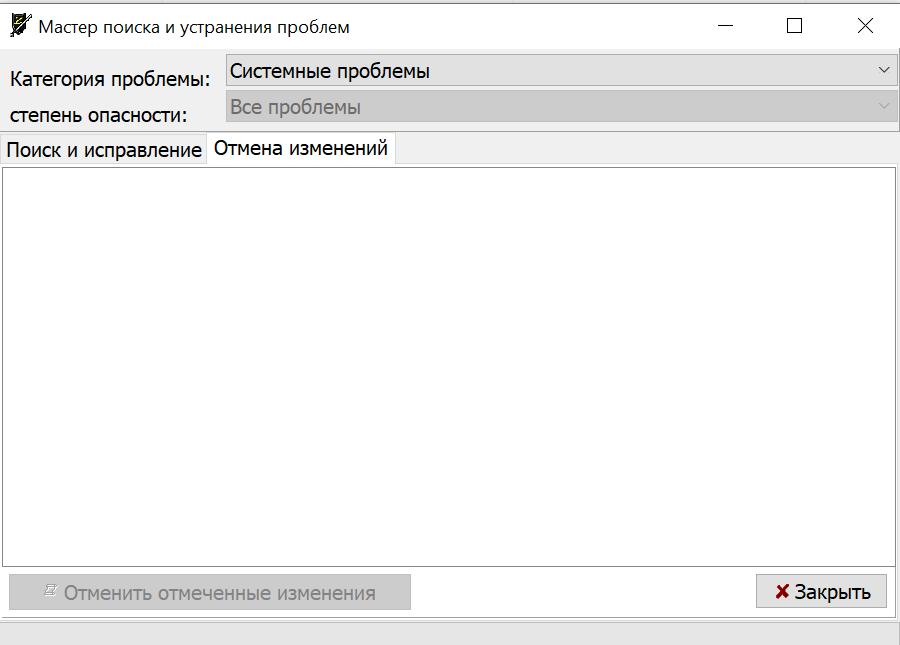 Мастер поиска и устранения проблем
Категория проблемы:
Системные проблемы
степень опасности:
Все проблемы
Поиск и исправление
Отмена изменений
Отменить отмеченные изменения
Закрыть